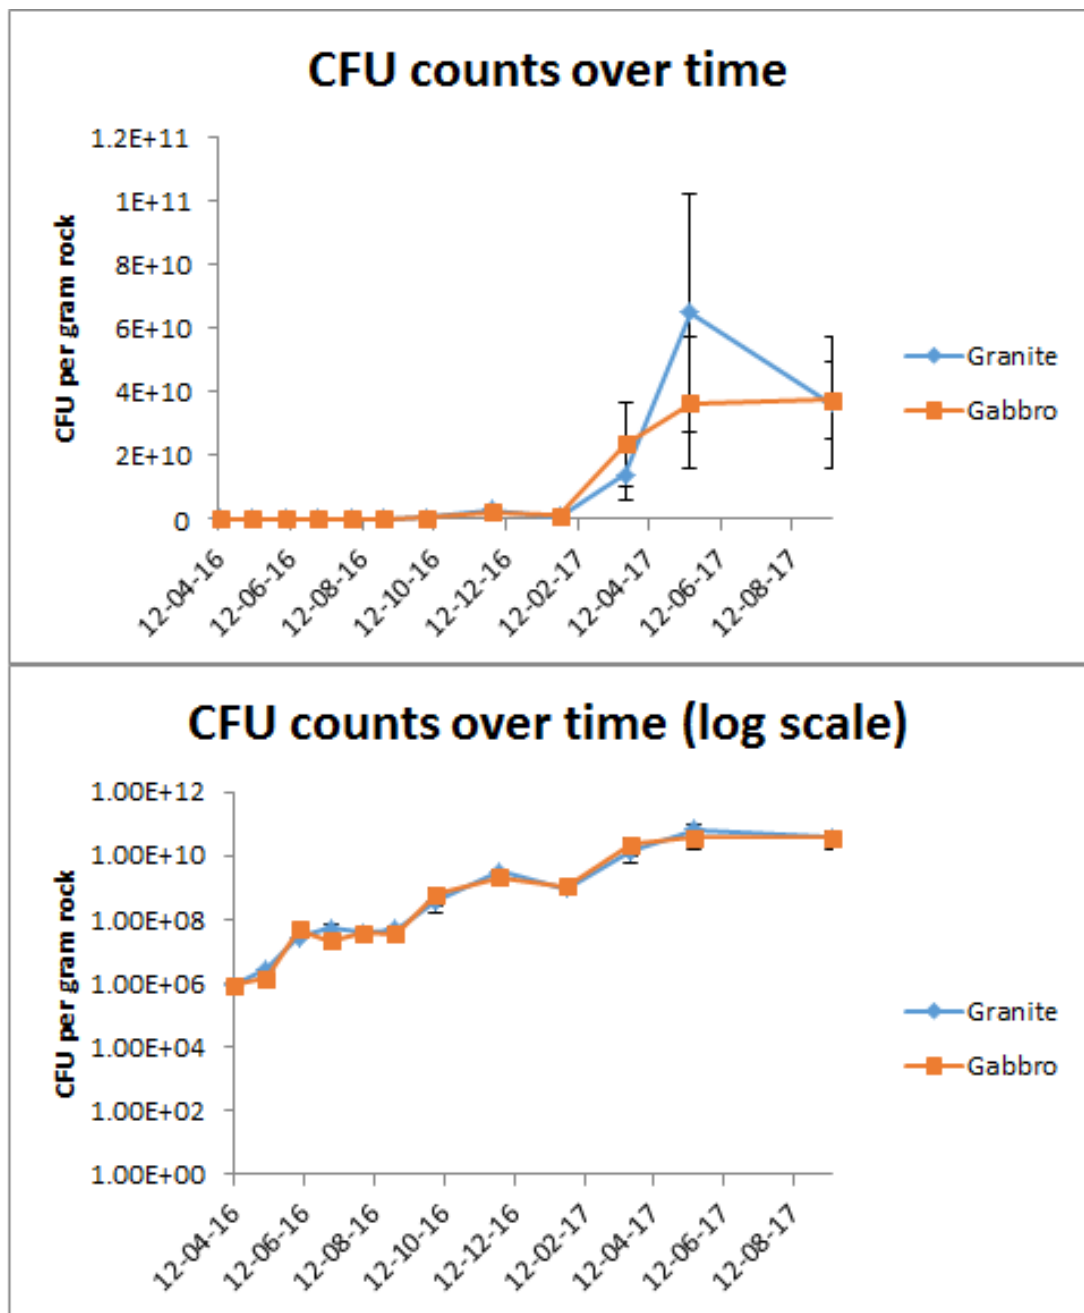 CFU counts over time
1.2E+11
1E+11
8E+10
6E+10
4E+10
2E+10
0
CFU per gram rock
12-04-16
12-06-16
12-08-16
12-10-16
12-12-16
12-02-17
12-04-17
12-06-17
12-08-17
Granite
Gabbro
CFU counts over time (log scale)
1.00E+12
1.00E+10
1.00E+08
1.00E+06
1.00E+04
1.00E+02
1.00E+00
CFU per gram rock
12-04-16
12-06-16
12-08-16
12-10-16
12-12-16
12-02-17
12-04-17
12-06-17
12-08-17
Granite
Gabbro